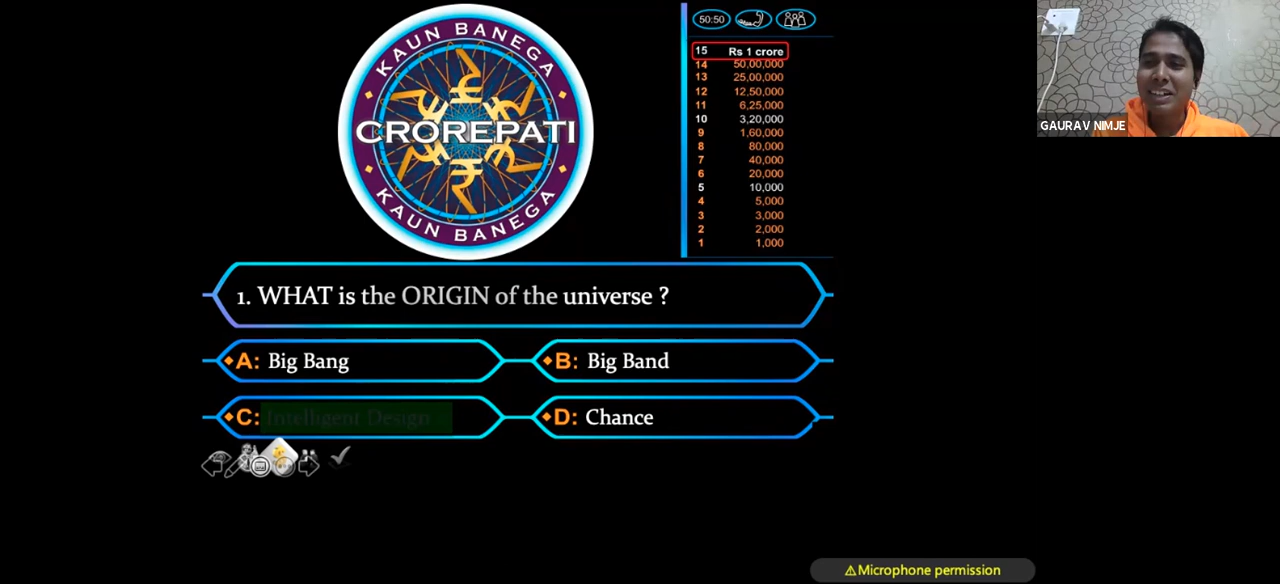 KAUN BANEGA
CROREPATI
KAUN BANEGA
50:50
15 Rs 1 crore
14 50,00,000
13 25,00,000
12 12,50,000
11 6,25,000
10 3,20,000
9 1,60,000
8 80,000
7 40,000
6 20,000
5 10,000
4 5,000
3 3,000
2 2,000
1 1,000
GAURAV NIMJE
1. WHAT is the ORIGIN of the universe ?
A: Big Bang
B: Big Band
C: Intelligent Design
D: Chance
⚠Microphone permission